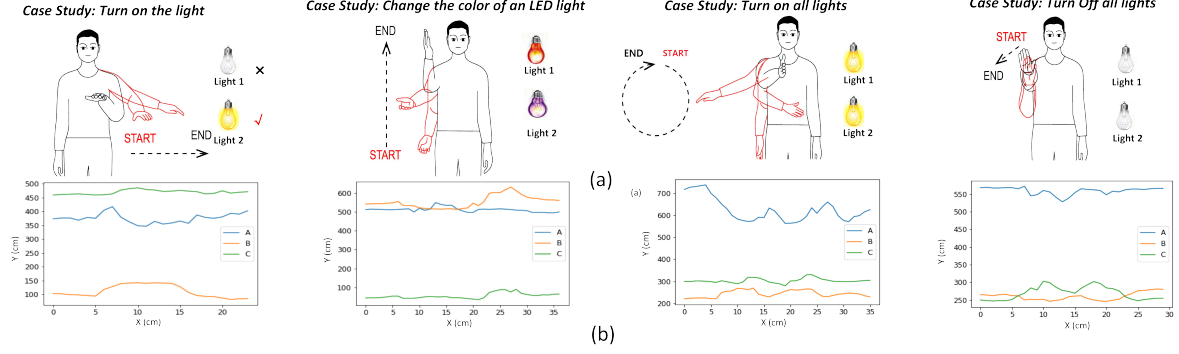 Case Study: Turn on the light
Light 1
START
END
Light 2
500
450
400
350
300
250
200
150
100
Y (cm)
A
B
C
0 5 10 15 20
X (cm)
Case Study: Change the color of an LED light
END
START
Light 1
Light 2
600
500
400
300
200
100
Y (cm)
A
B
C
0 5 10 15 20 25 30 35
X (cm)
Case Study: Turn on all lights
END START
Light 1
Light 2
(a)
(a)
700
600
500
400
300
200
Y (cm)
A
B
C
0 5 10 15 20 25 30 35
X (cm)
Case Study: Turn Off all lights
START
END
Light 1
Light 2
550
500
450
400
350
300
250
Y (cm)
A
B
C
0 5 10 15 20 25 30
X (cm)
(b)